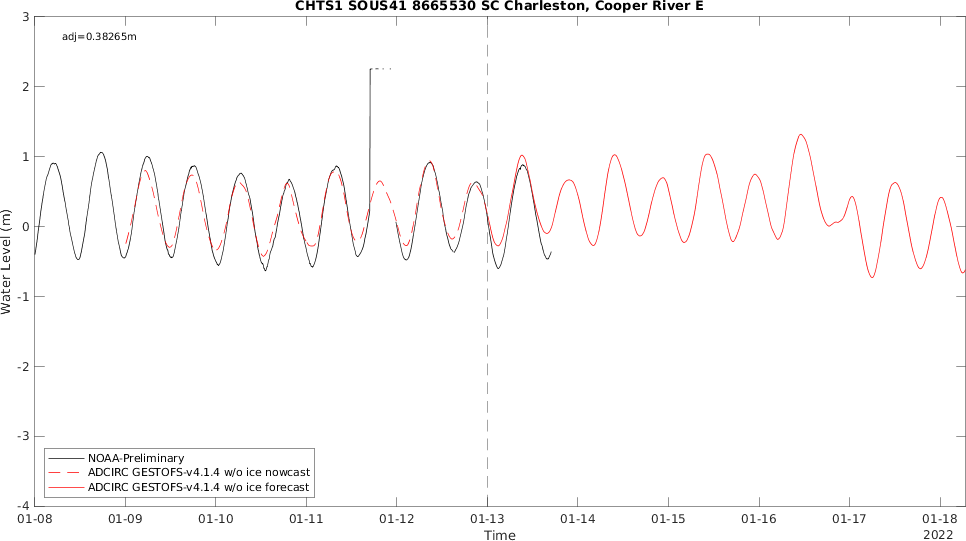 CHTS1 SOUS41 8665530 SC Charleston, Cooper River E
adj=0.38265m
3
2
1
0
-1
-2
-3
-4
Water Level (m)
NOAA-Preliminary
ADCIRC GESTOFS-v4.1.4 w/o ice nowcast
ADCIRC GESTOFS-v4.1.4 w/o ice forecast
01-08 01-09 01-10 01-11 01-12 01-13 01-14 01-15 01-16 01-17 01-18
Time
2022